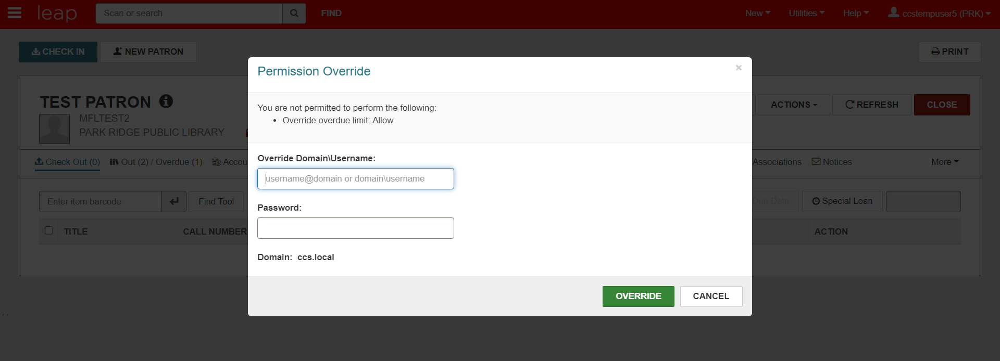 leap
Scan or search
FIND
New
Utilities
Help
ccstempuser5 (PRK)
CHECK IN
NEW PATRON
PRINT
Permission Override
×
You are not permitted to perform the following:
• Override overdue limit: Allow
TEST PATRON
MFLTEST2
PARK RIDGE PUBLIC LIBRARY
ACTIONS
REFRESH
CLOSE
Check Out (0)
Out (2) / Overdue (1)
Accou
Associations
Notices
More
Override Domain\Username:
username@domain or domain\username
Enter item barcode
Find Tool
Due Date
Special Loan
Password:
TITLE
CALL NUMBER
ACTION
Domain: ccs.local
OVERRIDE
CANCEL